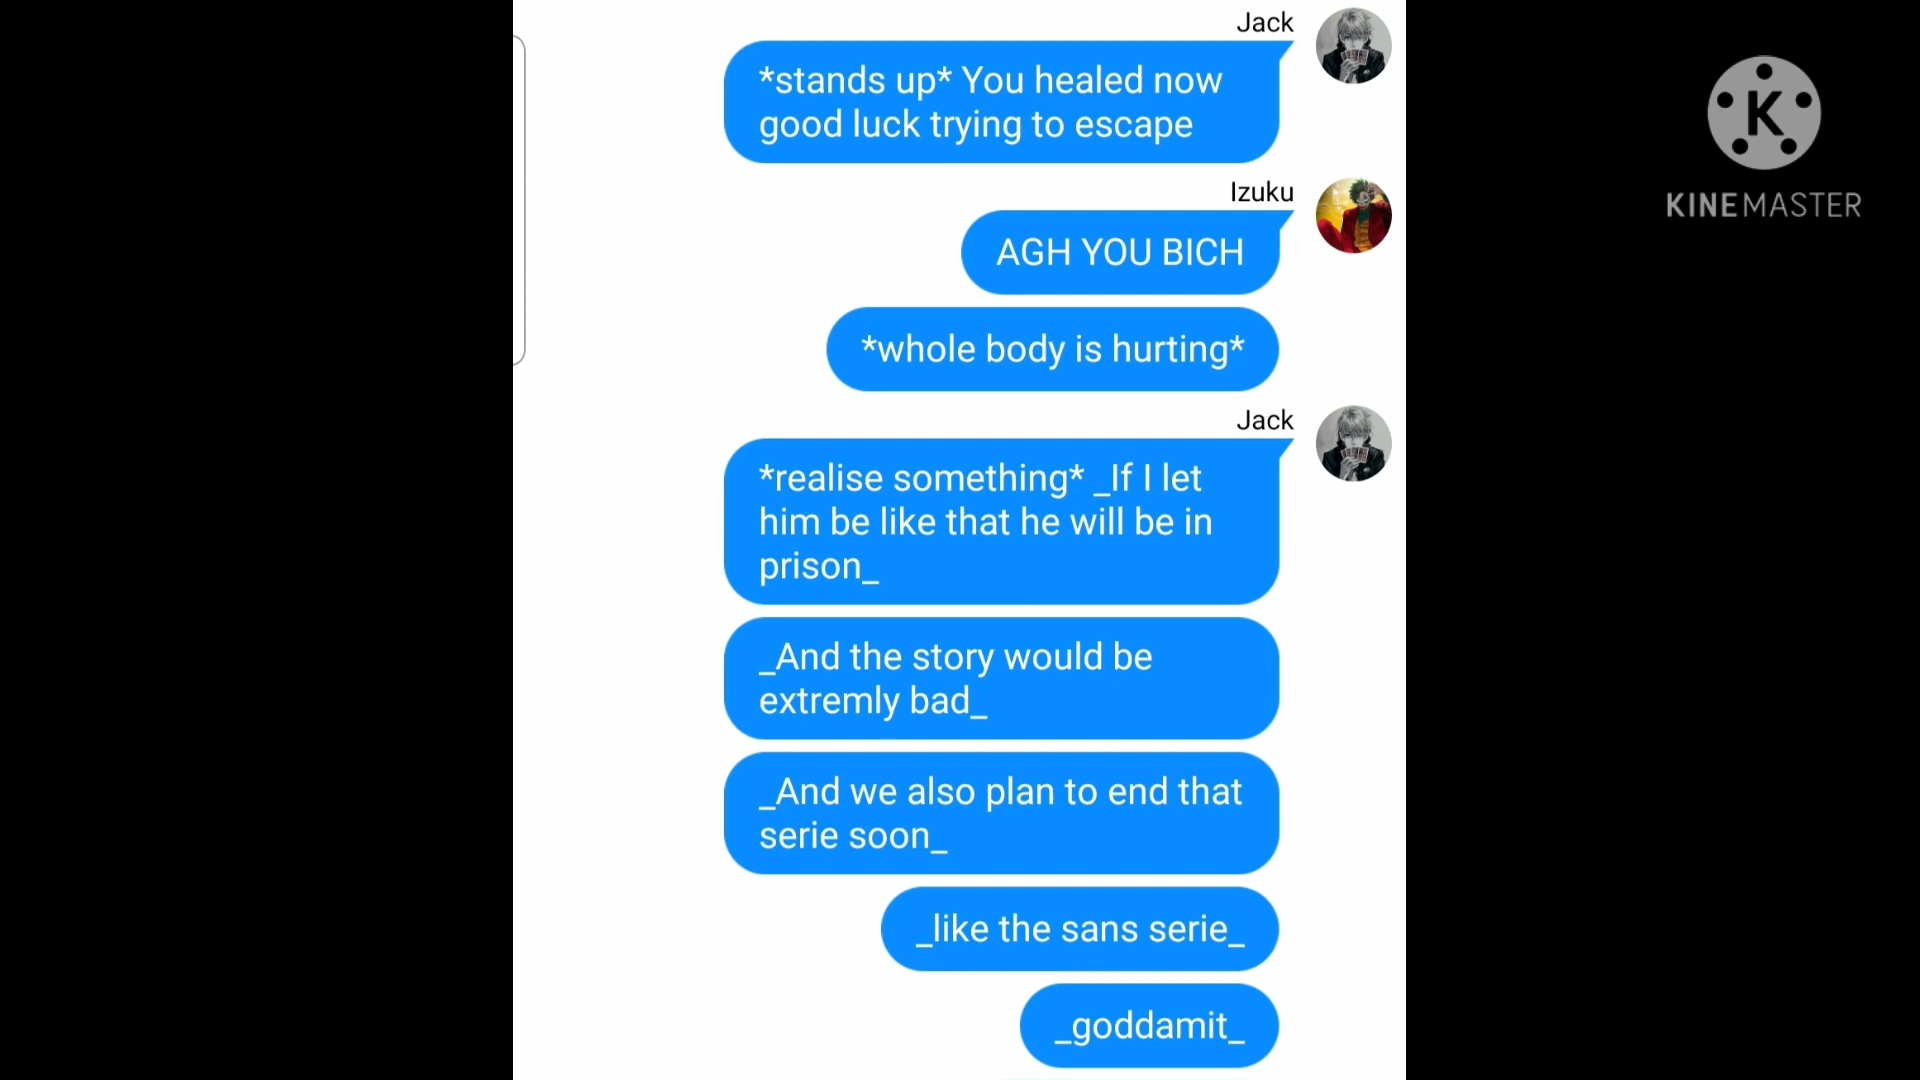 Jack
*stands up* You healed now
good luck trying to escape
Izuku
AGH YOU BICH
*whole body is hurting*
Jack
*realise something* _If I let
him be like that he will be in
prison_
_And the story would be
extremly bad_
_And we also plan to end that
serie soon_
_like the sans serie_
_goddamit_
K
KINEMASTER